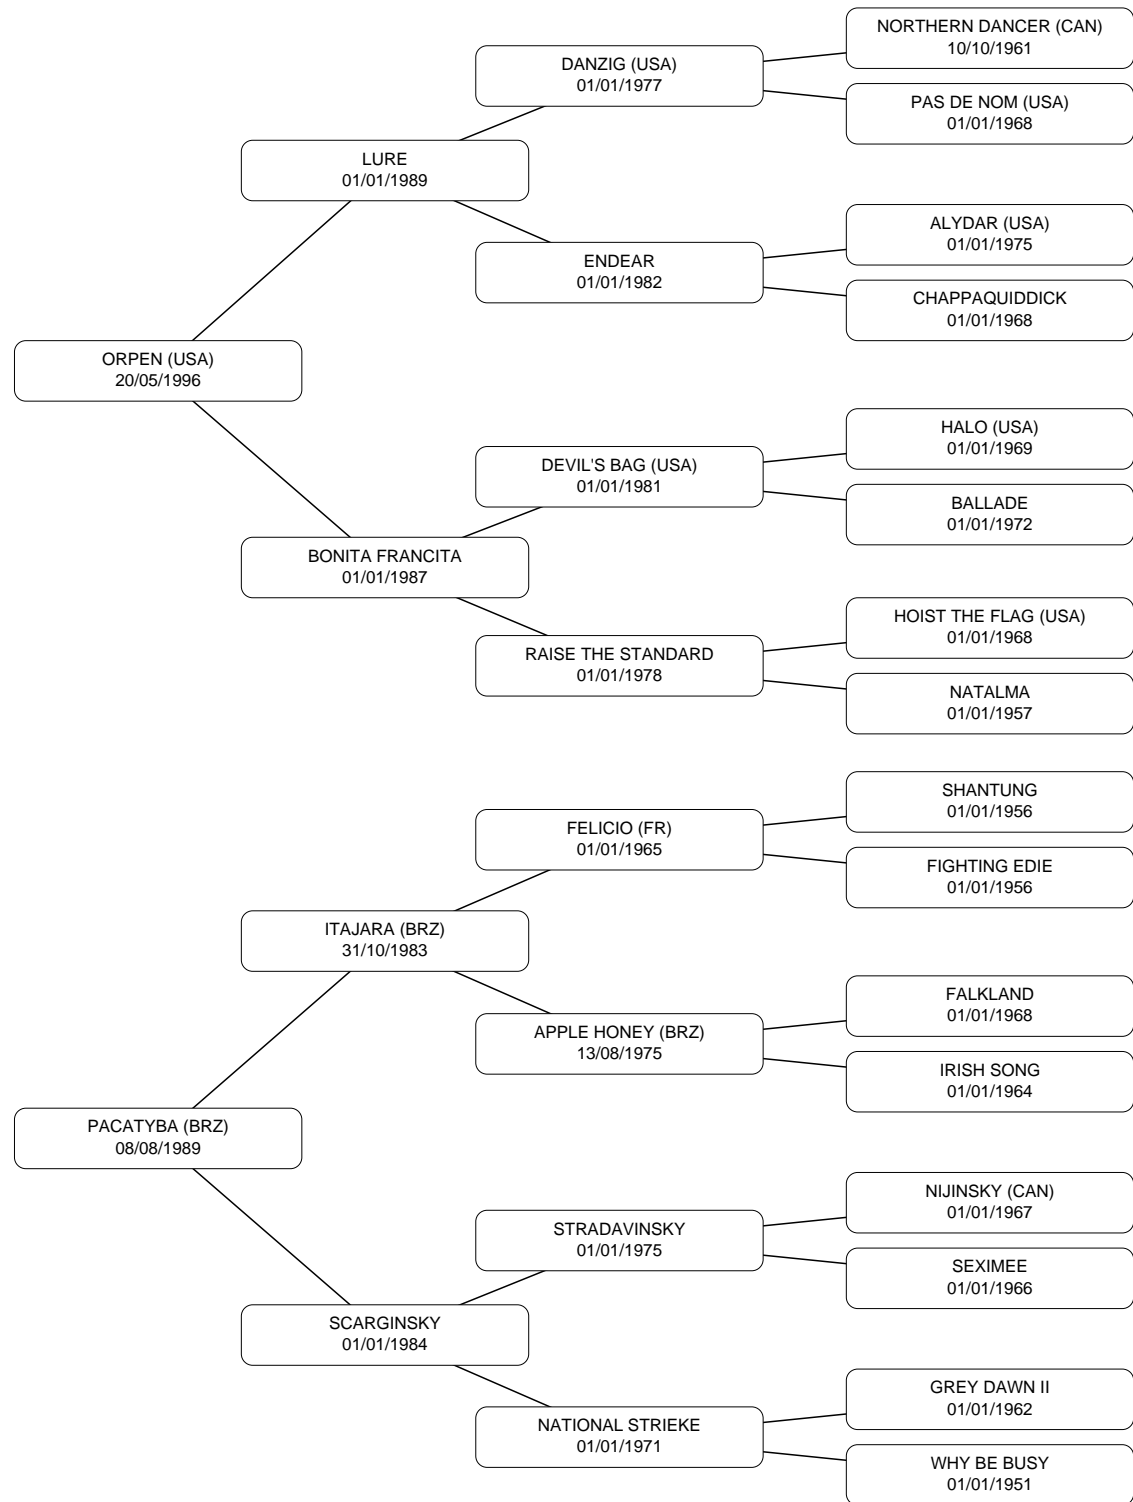 NORTHERN DANCER (CAN)
10/10/1961
DANZIG (USA)
01/01/1977
PAS DE NOM (USA)
01/01/1968
LURE
01/01/1989
ALYDAR (USA)
01/01/1975
ENDEAR
01/01/1982
CHAPPAQUIDDICK
01/01/1968
ORPEN (USA)
20/05/1996
HALO (USA)
01/01/1969
DEVIL'S BAG (USA)
01/01/1981
BALLADE
01/01/1972
BONITA FRANCITA
01/01/1987
HOIST THE FLAG (USA)
01/01/1968
RAISE THE STANDARD
01/01/1978
NATALMA
01/01/1957
SHANTUNG
01/01/1956
FELICIO (FR)
01/01/1965
FIGHTING EDIE
01/01/1956
ITAJARA (BRZ)
31/10/1983
FALKLAND
01/01/1968
APPLE HONEY (BRZ)
13/08/1975
IRISH SONG
01/01/1964
PACATYBA (BRZ)
08/08/1989
NIJINSKY (CAN)
01/01/1967
STRADAVINSKY
01/01/1975
SEXIMEE
01/01/1966
SCARGINSKY
01/01/1984
GREY DAWN II
01/01/1962
NATIONAL STRIEKE
01/01/1971
WHY BE BUSY
01/01/1951